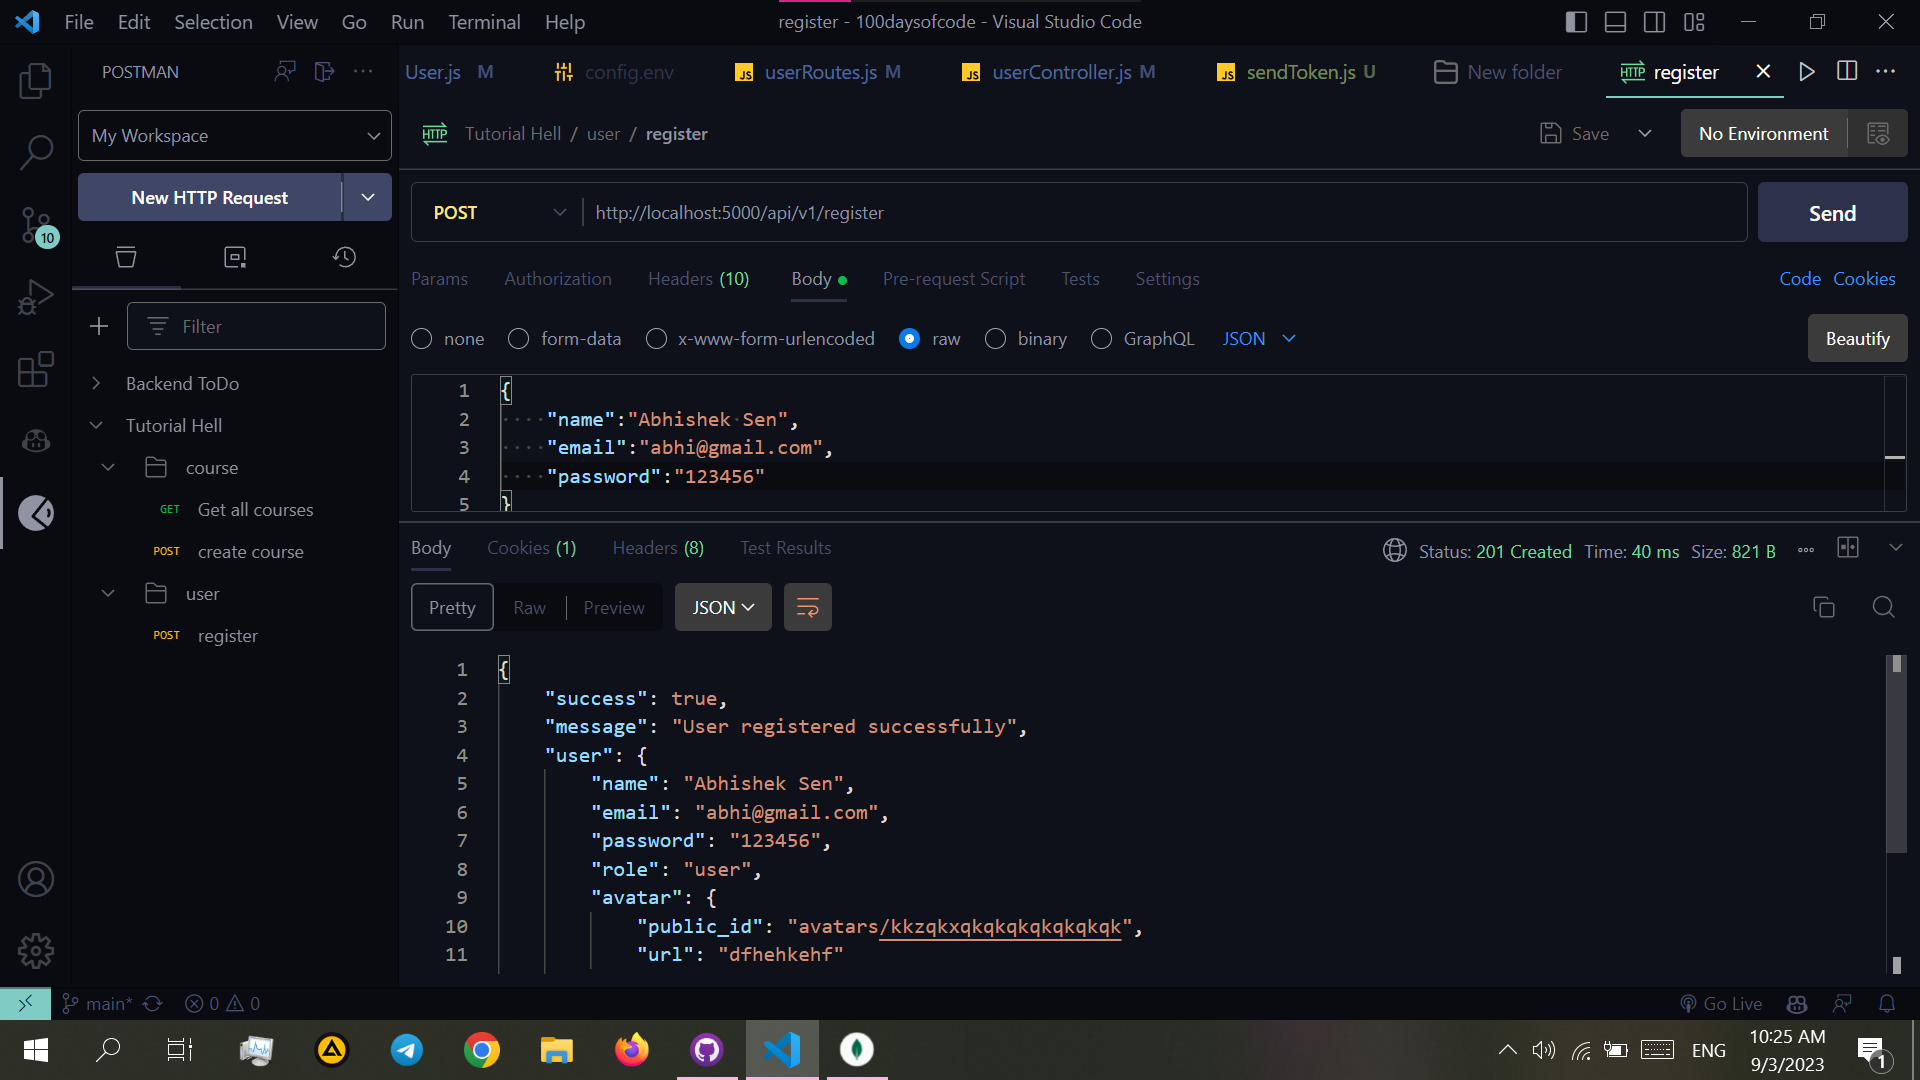 File Edit Selection View Go Run Terminal Help
register - 100daysofcode - Visual Studio Code
POSTMAN
User.js M
config.env
JS userRoutes.js M
JS userController.js M
JS sendToken.js U
New folder
HTTP register
My Workspace
HTTP Tutorial Hell / user / register
Save
No Environment
New HTTP Request
POST http://localhost:5000/api/v1/register
Send
10
Params Authorization Headers (10) Body Pre-request Script Tests Settings
Code Cookies
Filter
none form-data x-www-form-urlencoded raw binary GraphQL JSON
Beautify
Backend ToDo
Tutorial Hell
course
GET Get all courses
POST create course
user
POST register
1 {
2 "name":"Abhishek Sen",
3 "email":"abhi@gmail.com",
4 "password":"123456"
5 }
Body Cookies (1) Headers (8) Test Results
Status: 201 Created Time: 40 ms Size: 821 B
Pretty Raw Preview JSON
1 {
2 "success": true,
3 "message": "User registered successfully",
4 "user": {
5 "name": "Abhishek Sen",
6 "email": "abhi@gmail.com",
7 "password": "123456",
8 "role": "user",
9 "avatar": {
10 "public_id": "avatars/kkzqkxqkqkqkqkqkqkqk",
11 "url": "dfhehkehf"
main* 0 0
Go Live
ENG
10:25 AM
9/3/2023
1